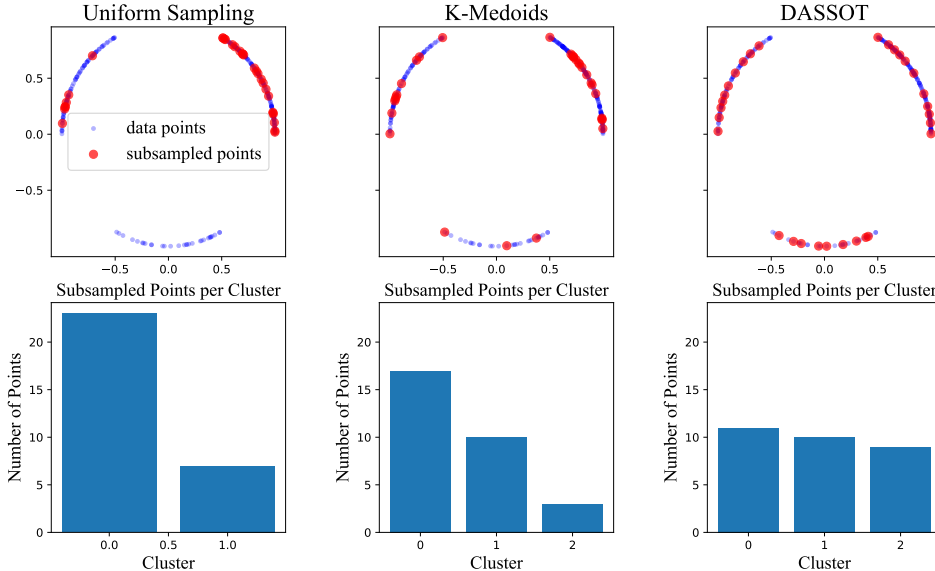 Uniform Sampling
K-Medoids
DASSOT
0.5
0.0
−0.5
data points
subsampled points
−0.5 0.0 0.5
−0.5 0.0 0.5
−0.5 0.0 0.5
Subsampled Points per Cluster
Subsampled Points per Cluster
Subsampled Points per Cluster
Number of Points
20
15
10
5
0
0.0 0.5 1.0
Cluster
Number of Points
20
15
10
5
0
0 1 2
Cluster
Number of Points
20
15
10
5
0
0 1 2
Cluster